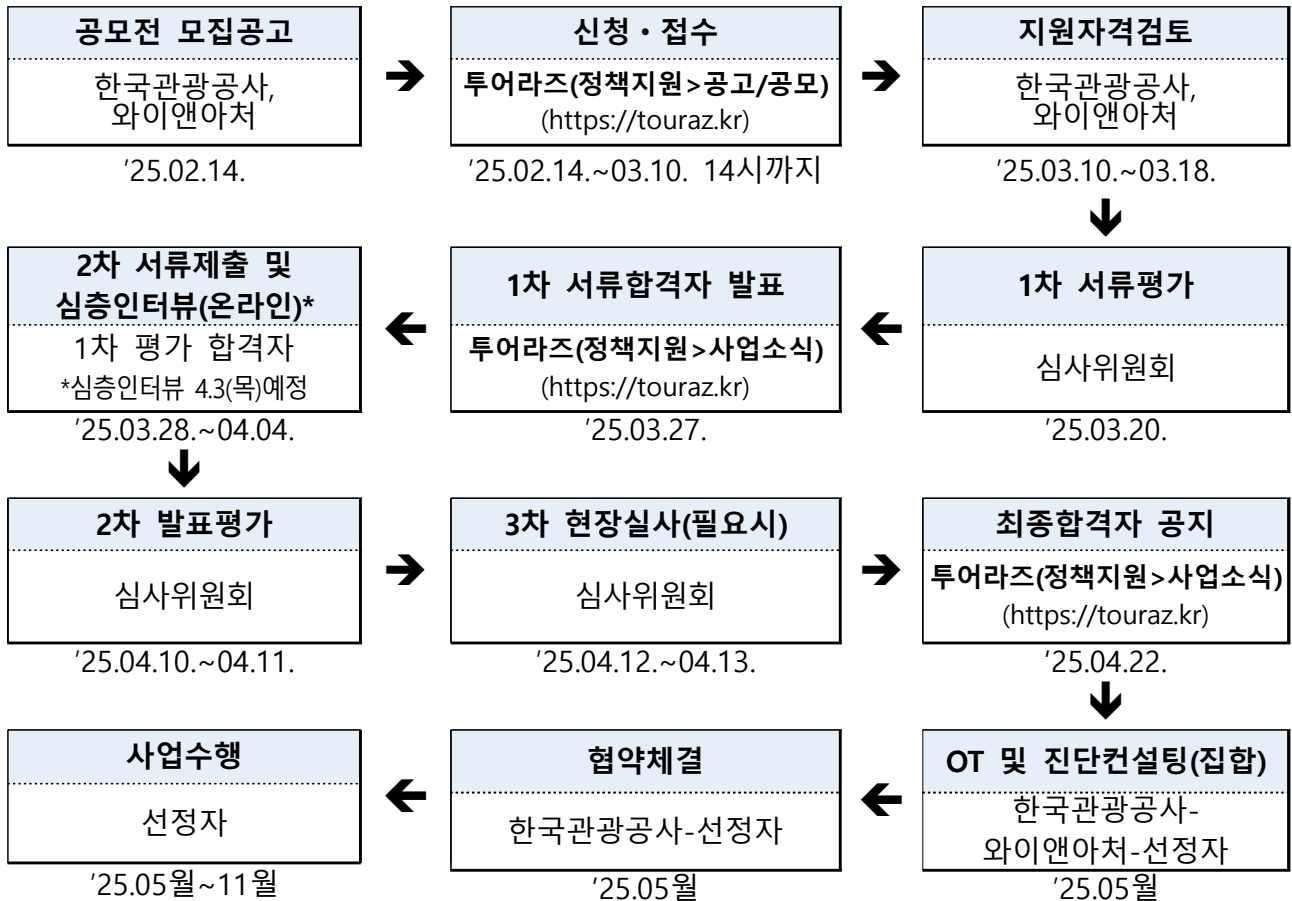 공모전 모집공고
한국관광공사,
와이앤아처
'25.02.14.
신청・접수
투어라즈(정책지원>공고/공모)
(https://touraz.kr)
'25.02.14.~03.10. 14시까지
지원자격검토
한국관광공사,
와이앤아처
'25.03.10.~03.18.
1차 서류평가
심사위원회
'25.03.20.
1차 서류합격자 발표
투어라즈(정책지원>사업소식)
(https://touraz.kr)
'25.03.27.
2차 서류제출 및
심층인터뷰(온라인)*
1차 평가 합격자
*심층인터뷰 4.3(목)예정
'25.03.28.~04.04.
2차 발표평가
심사위원회
'25.04.10.~04.11.
3차 현장실사(필요시)
심사위원회
'25.04.12.~04.13.
최종합격자 공지
투어라즈(정책지원>사업소식)
(https://touraz.kr)
'25.04.22.
OT 및 진단컨설팅(집합)
한국관광공사-
와이앤아처-선정자
'25.05월
협약체결
한국관광공사-선정자
'25.05월
사업수행
선정자
'25.05월~11월